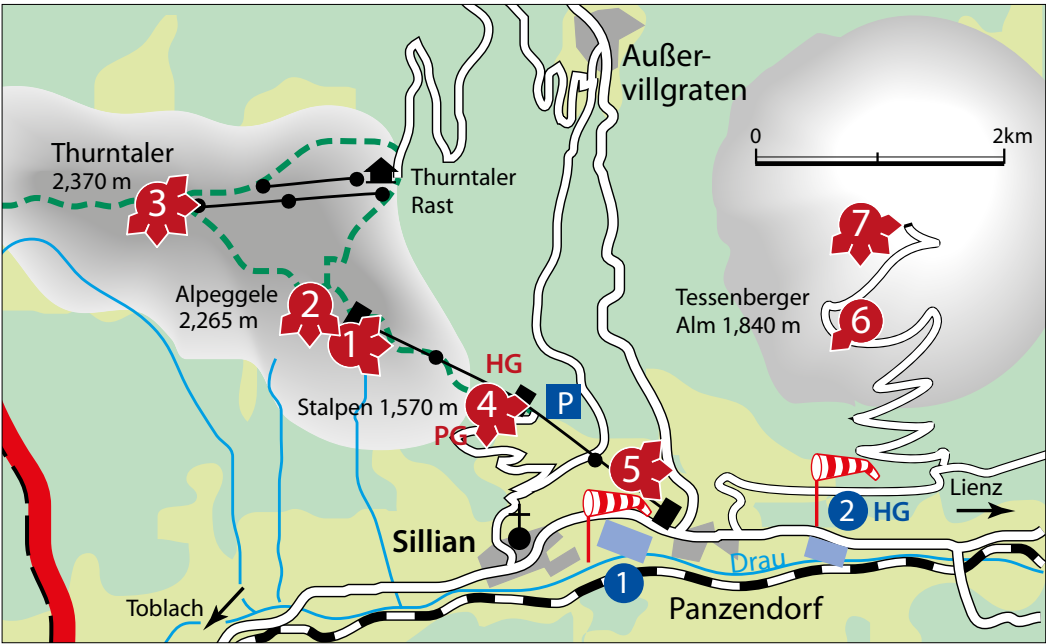 Außer-
villgraten
0
2km
Thurntaler
2,370 m
3
Thurntaler
Rast
7
Alpeggele
2,265 m
2
1
Tessenberger
Alm 1,840 m
6
HG
Stalpen 1,570 m
4
P
PG
5
Lienz
2
HG
Sillian
Drau
1
Toblach
Panzendorf